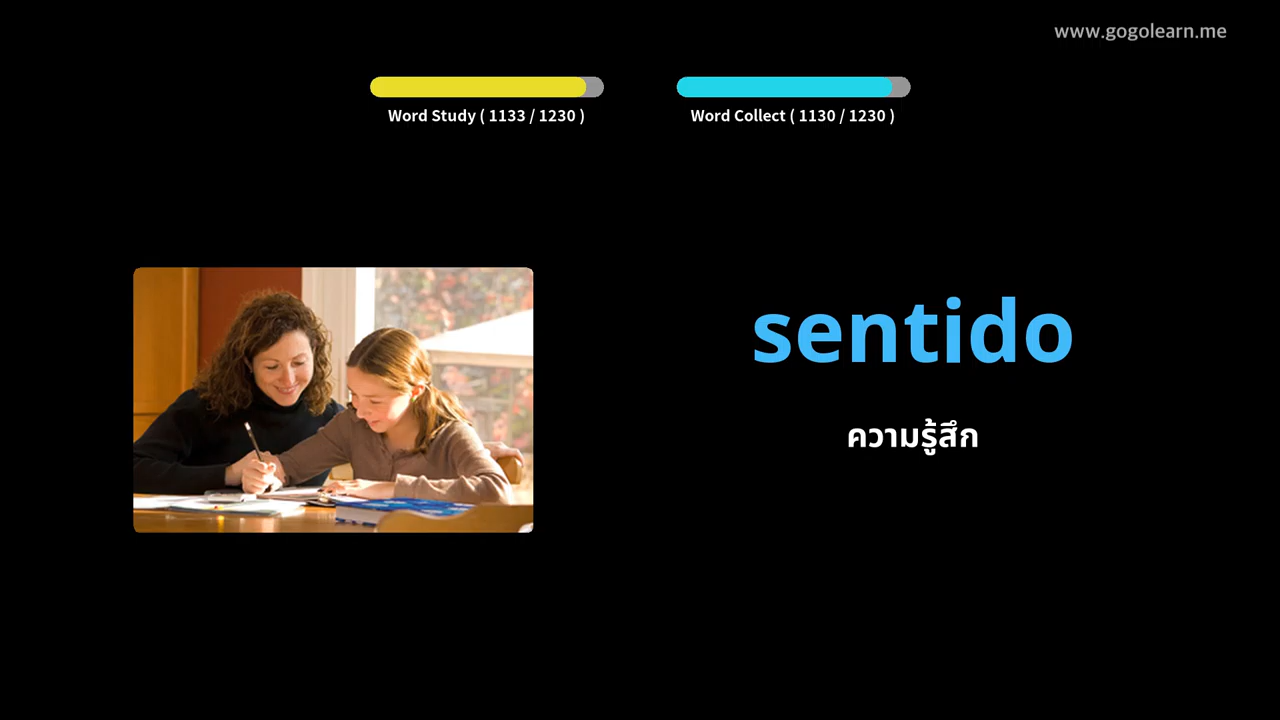 www.gogolearn.me
Word Study ( 1133 / 1230 )
Word Collect ( 1130 / 1230 )
sentido
ความรู้สึก